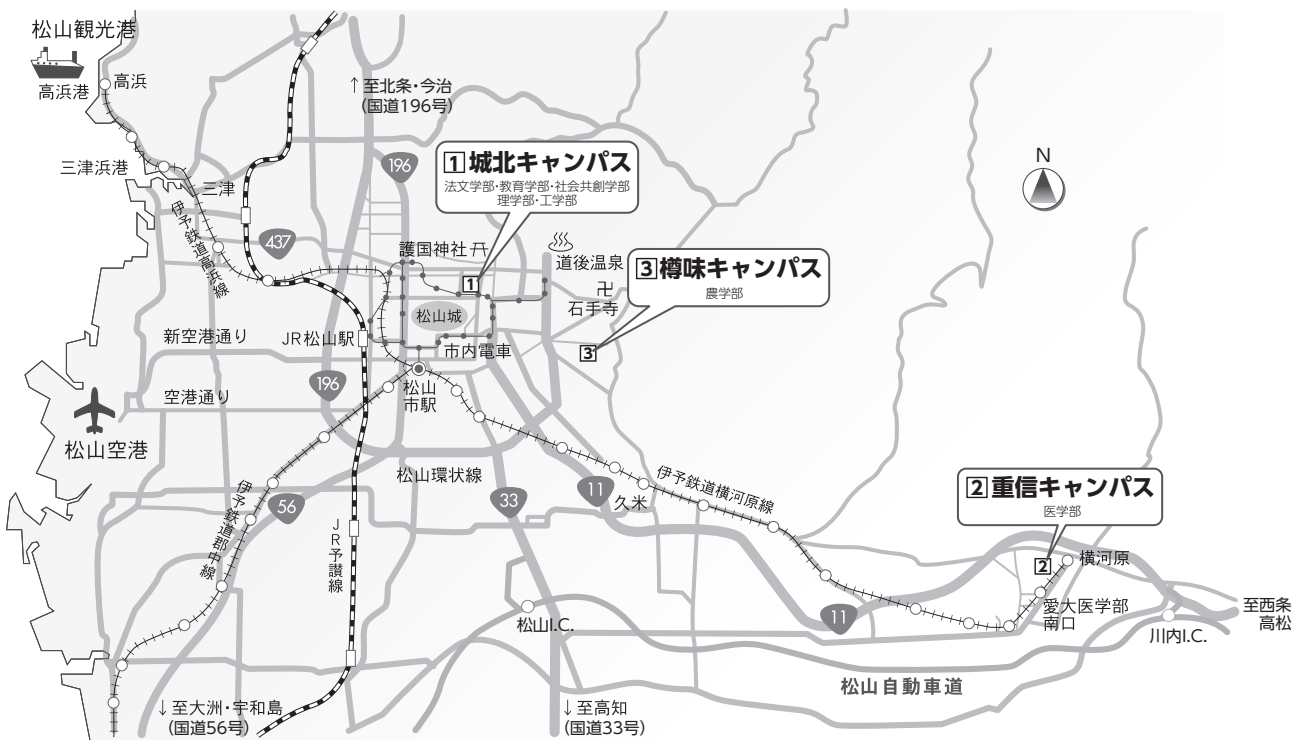 松山観光港
高浜港
高浜
三津浜港
三津
伊予鉄道高浜線
↑至北条・今治
(国道196号)
196
1城北キャンパス
法文学部・教育学部・社会共創学部
理学部・工学部
N
437
護国神社
道後温泉
卍
石手寺
3樽味キャンパス
農学部
1
松山城
新空港通り
JR松山駅
市内電車
3
196
空港通り
松山
市駅
松山空港
松山環状線
伊予鉄道郡中線
56
33
11
久米
伊予鉄道横河原線
2重信キャンパス
医学部
JR予讃線
2
横河原
愛大医学部
南口
11
松山I.C.
川内I.C.
至西条
高松
松山自動車道
↓至大洲・宇和島
(国道56号)
↓至高知
(国道33号)